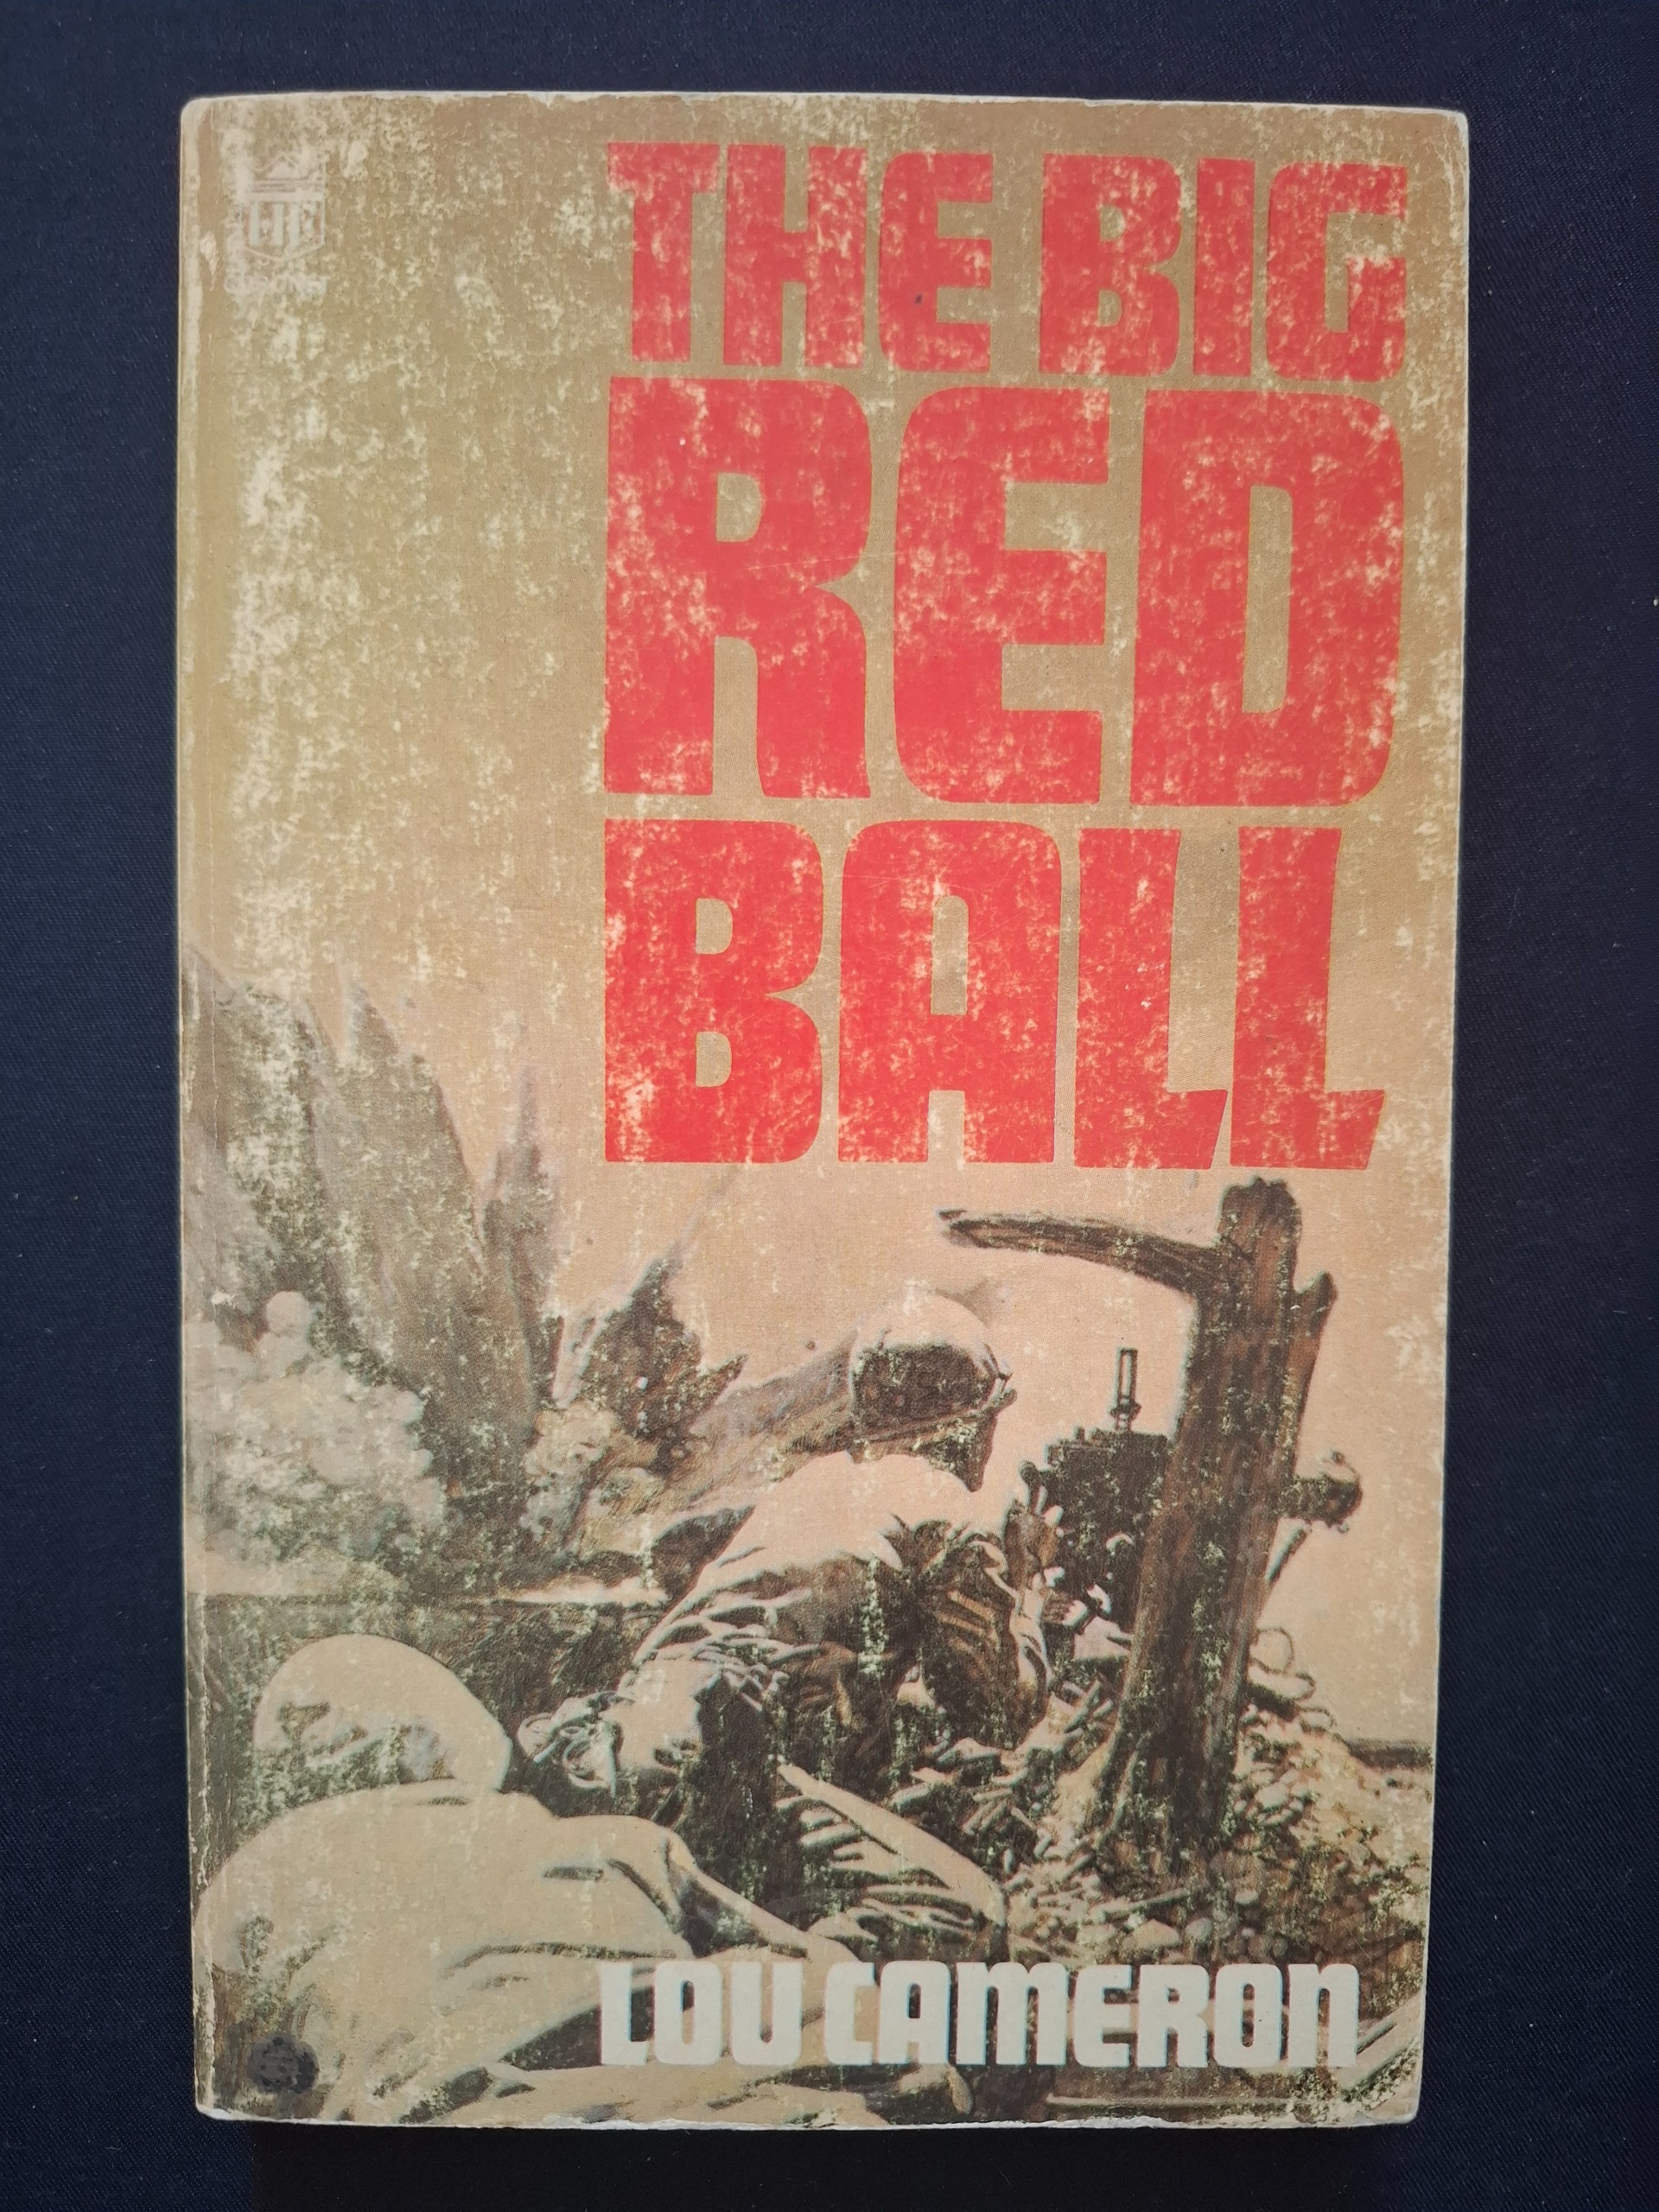 THE BIG
RED
BALL
LOU CAMERON